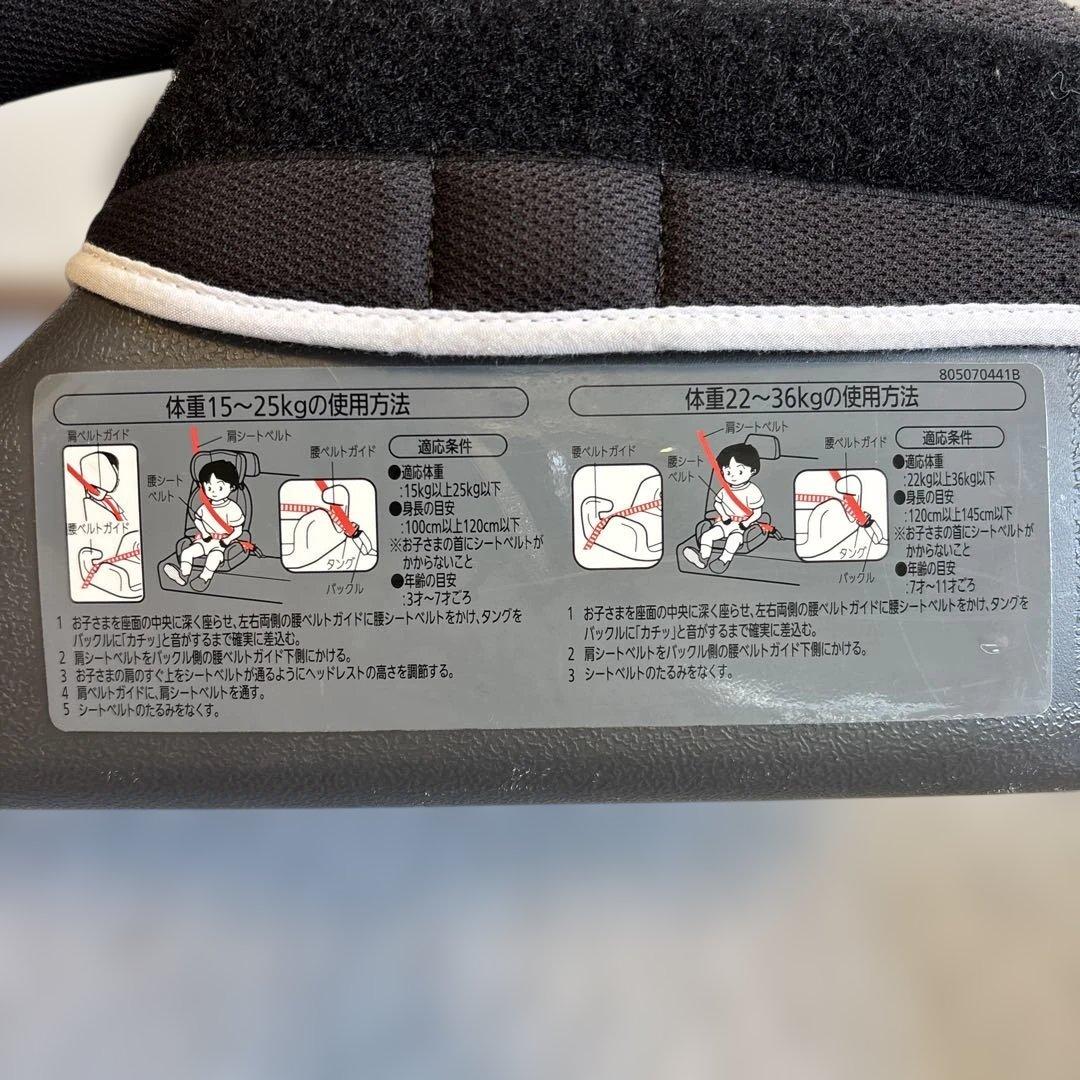 805070441B
体重15～25kgの使用方法
肩ベルトガイド
肩シートベルト
腰シート
ベルト
腰ベルトガイド
腰ベルトガイド
タング
バックル
適応条件
●適応体重
:15kg以上25kg以下
●身長の目安
:100cm以上120cm以下
※お子さまの首にシートベルトが
かからないこと
●年齢の目安
:3才～7才ごろ
1 お子さまを座面の中央に深く座らせ、左右両側の腰ベルトガイドに腰シートベルトをかけ、タングを
バックルに「カチッ」と音がするまで確実に差込む。
2 肩シートベルトをバックル側の腰ベルトガイド下側にかける。
3 お子さまの肩のすぐ上をシートベルトが通るようにヘッドレストの高さを調節する。
4 肩ベルトガイドに、肩シートベルトを通す。
5 シートベルトのたるみをなくす。
体重22～36kgの使用方法
腰ベルトガイド
肩シートベルト
腰シート
ベルト
腰ベルトガイド
タング
バックル
適応条件
●適応体重
:22kg以上36kg以下
●身長の目安
:120cm以上145cm以下
※お子さまの首にシートベルトが
かからないこと
●年齢の目安
:7才～11才ごろ
1 お子さまを座面の中央に深く座らせ、左右両側の腰ベルトガイドに腰シートベルトをかけ、タングを
バックルに「カチッ」と音がするまで確実に差込む。
2 肩シートベルトをバックル側の腰ベルトガイド下側にかける。
3 シートベルトのたるみをなくす。